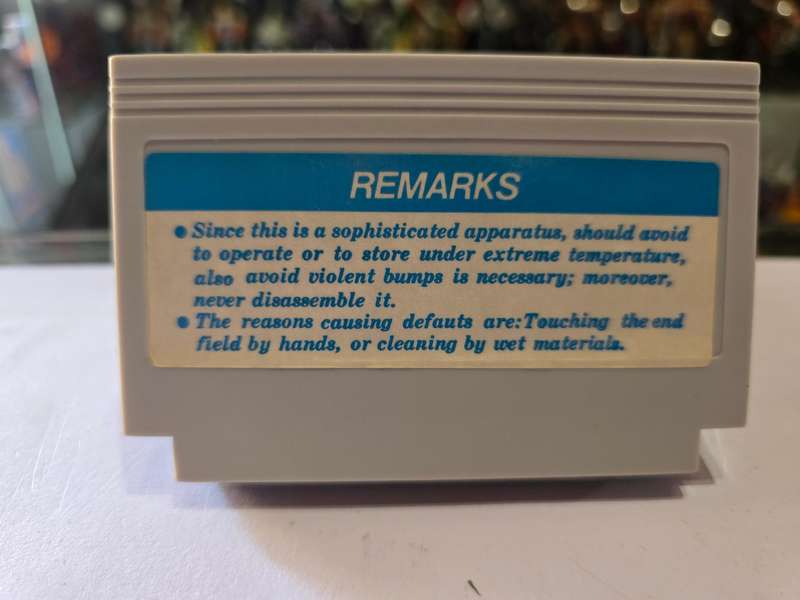 REMARKS
● Since this is a sophisticated apparatus, should avoid
to operate or to store under extreme temperature,
also avoid violent bumps is necessary; moreover,
never disassemble it.
● The reasons causing defauts are:Touching the end
field by hands, or cleaning by wet materials.